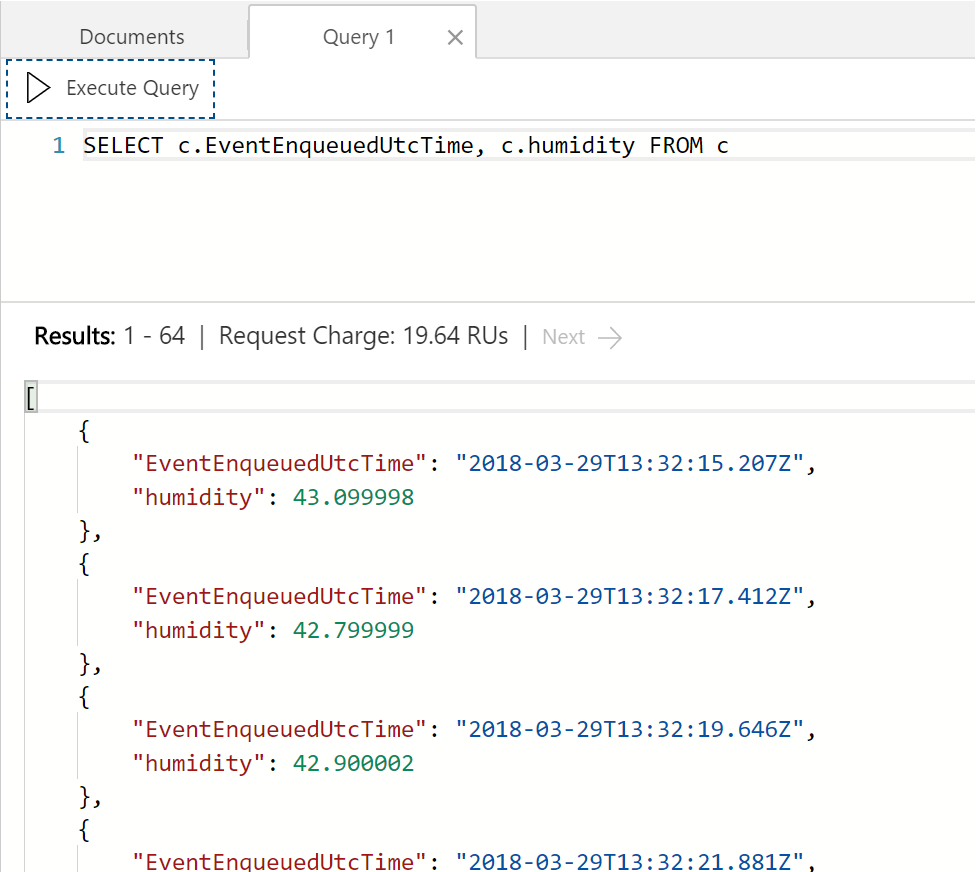 Documents
Query 1
Execute Query
1 SELECT c.EventEnqueuedUtcTime, c.humidity FROM c
Results: 1 - 64 | Request Charge: 19.64 RUs | Next
[
{
"EventEnqueuedUtcTime": "2018-03-29T13:32:15.207Z",
"humidity": 43.099998
},
{
"EventEnqueuedUtcTime": "2018-03-29T13:32:17.412Z",
"humidity": 42.799999
},
{
"EventEnqueuedUtcTime": "2018-03-29T13:32:19.646Z",
"humidity": 42.900002
},
{
"EventEnqueuedUtcTime": "2018-03-29T13:32:21.881Z",